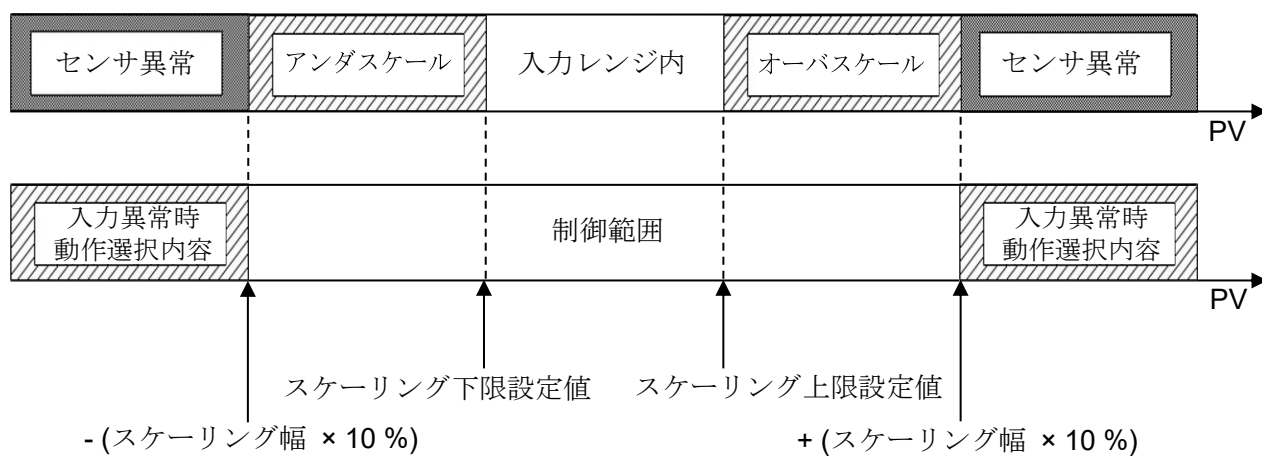 センサ異常
アンダスケール
入力レンジ内
オーバスケール
センサ異常
PV
入力異常時
動作選択内容
制御範囲
入力異常時
動作選択内容
PV
スケーリング下限設定値
スケーリング上限設定値
- (スケーリング幅 × 10 %)
+ (スケーリング幅 × 10 %)